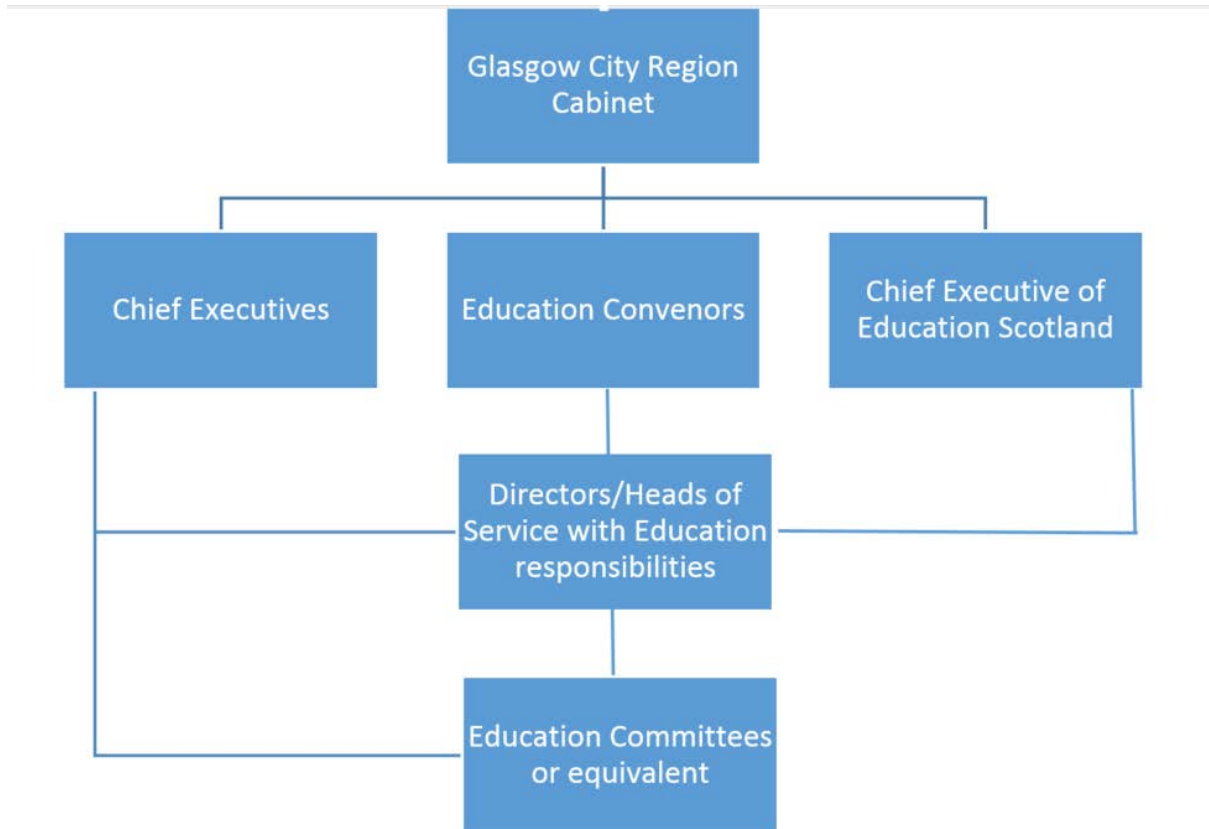 Glasgow City Region
Cabinet
Chief Executives
Education Convenors
Chief Executive of
Education Scotland
Directors/Heads of
Service with Education
responsibilities
Education Committees
or equivalent